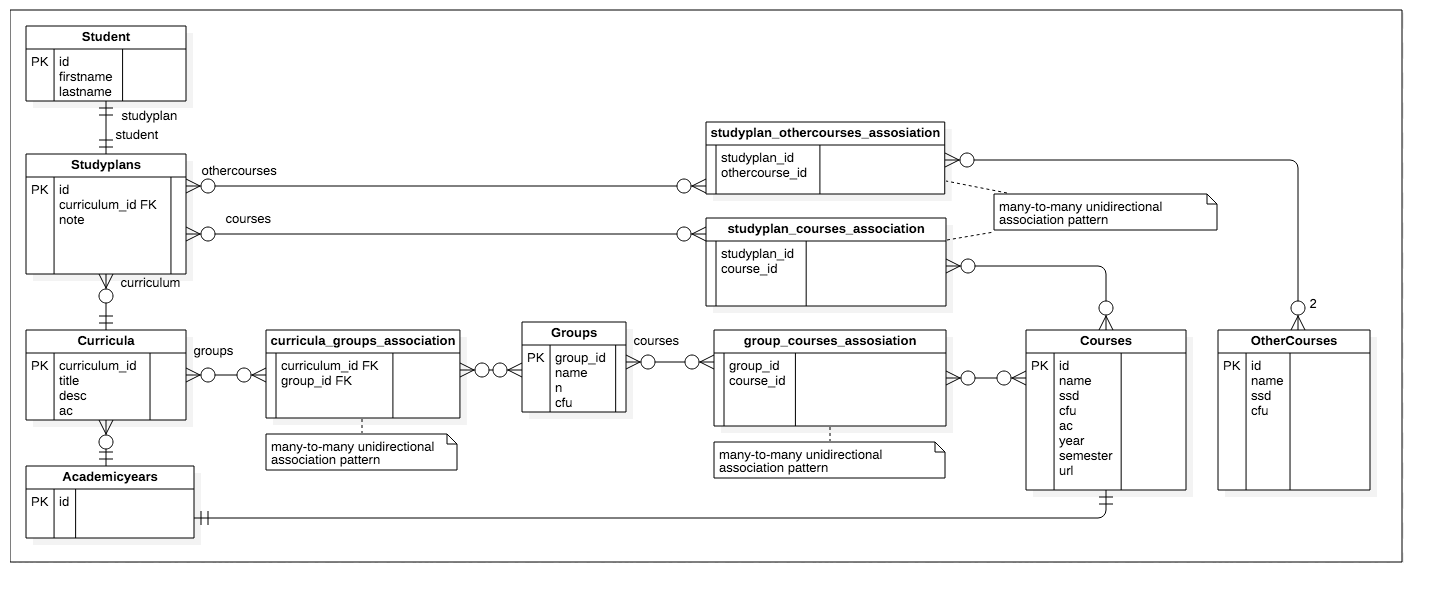 Student
PK
id
firstname
lastname
studyplan
student
Studyplans
PK
id
curriculum_id FK
note
othercourses
courses
studyplan_othercourses_assosiation
studyplan_id
othercourse_id
many-to-many unidirectional
association pattern
studyplan_courses_association
studyplan_id
course_id
curriculum
2
Curricula
PK
curriculum_id
title
desc
ac
groups
curricula_groups_association
curriculum_id FK
group_id FK
many-to-many unidirectional
association pattern
Groups
PK
group_id
name
n
cfu
courses
group_courses_assosiation
group_id
course_id
many-to-many unidirectional
association pattern
Courses
PK
id
name
ssd
cfu
ac
year
semester
url
OtherCourses
PK
id
name
ssd
cfu
Academicyears
PK
id